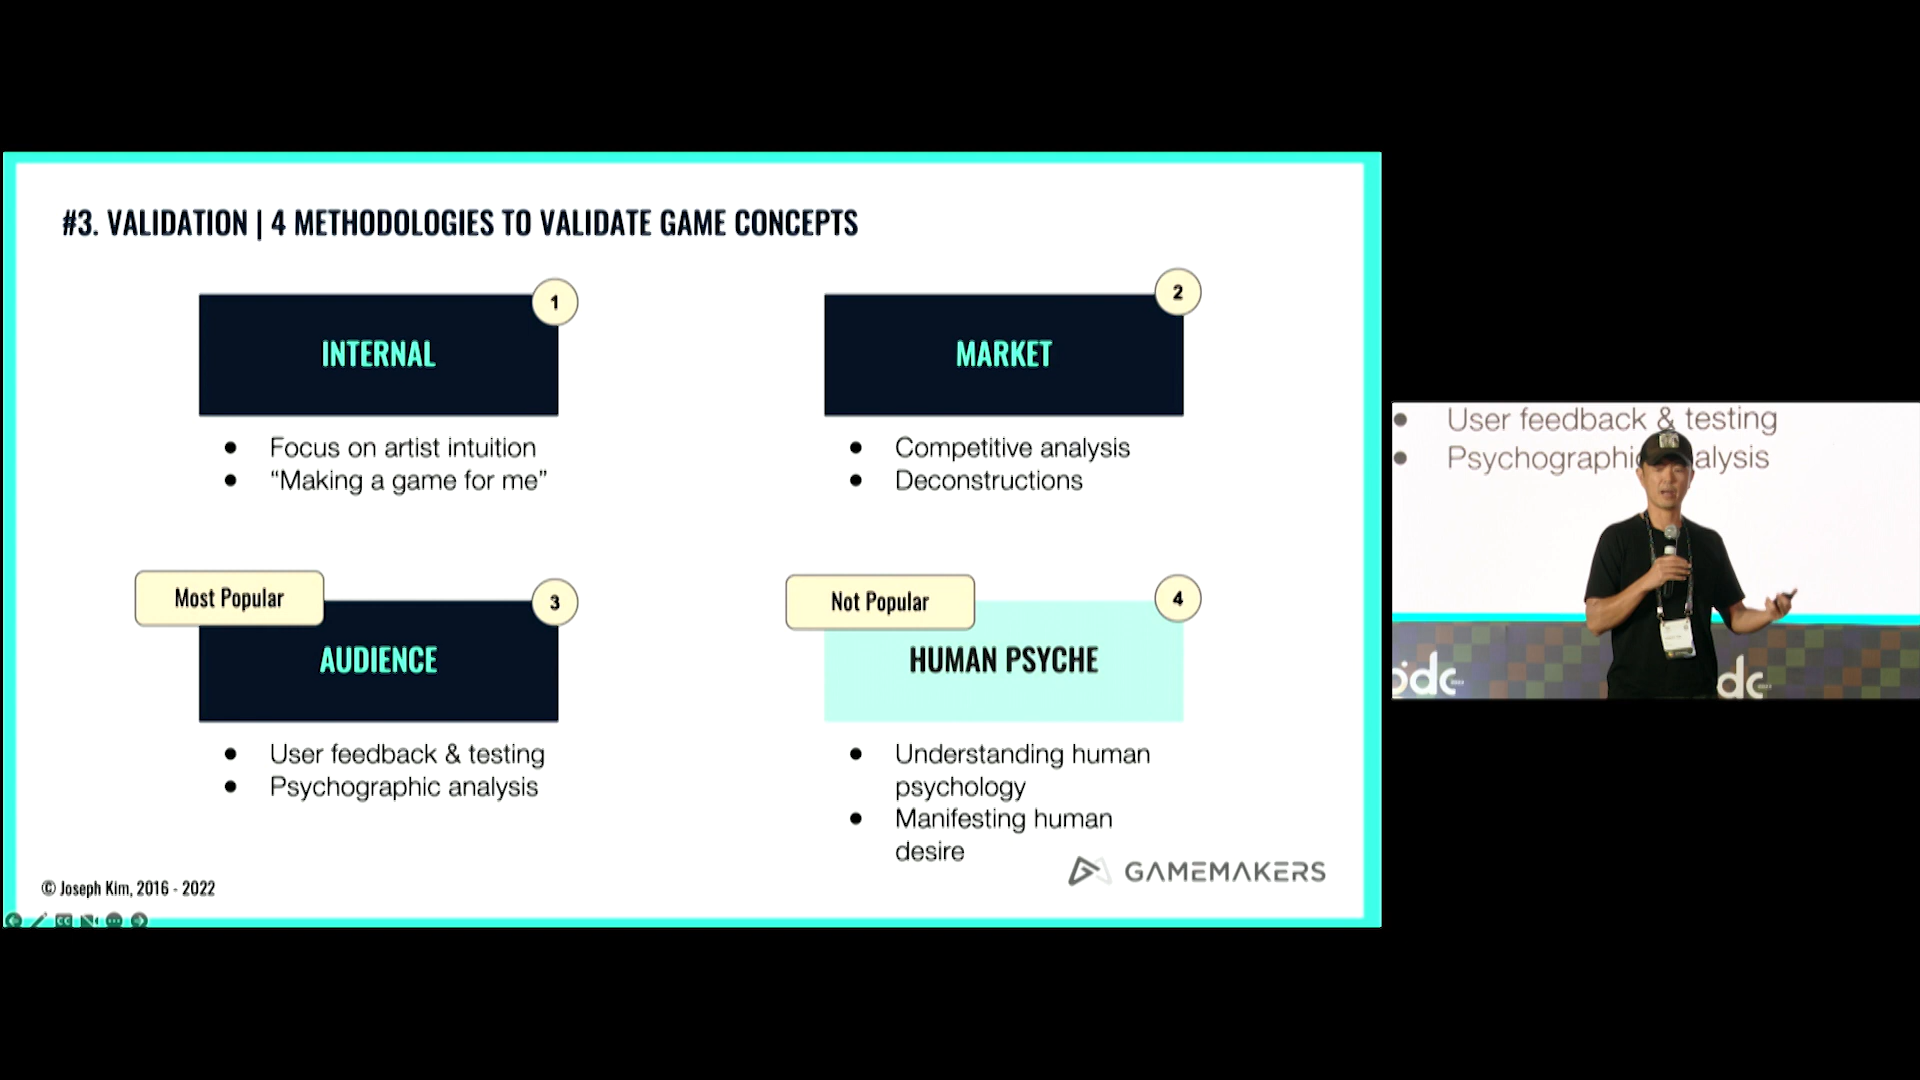 #3. VALIDATION | 4 METHODOLOGIES TO VALIDATE GAME CONCEPTS
1
INTERNAL
● Focus on artist intuition
● “Making a game for me”
2
MARKET
● Competitive analysis
● Deconstructions
Most Popular
3
AUDIENCE
● User feedback & testing
● Psychographic analysis
Not Popular
4
HUMAN PSYCHE
● Understanding human
psychology
● Manifesting human
desire
© Joseph Kim, 2016 - 2022
GAMEMAKERS
CC
● User feedback & testing
●